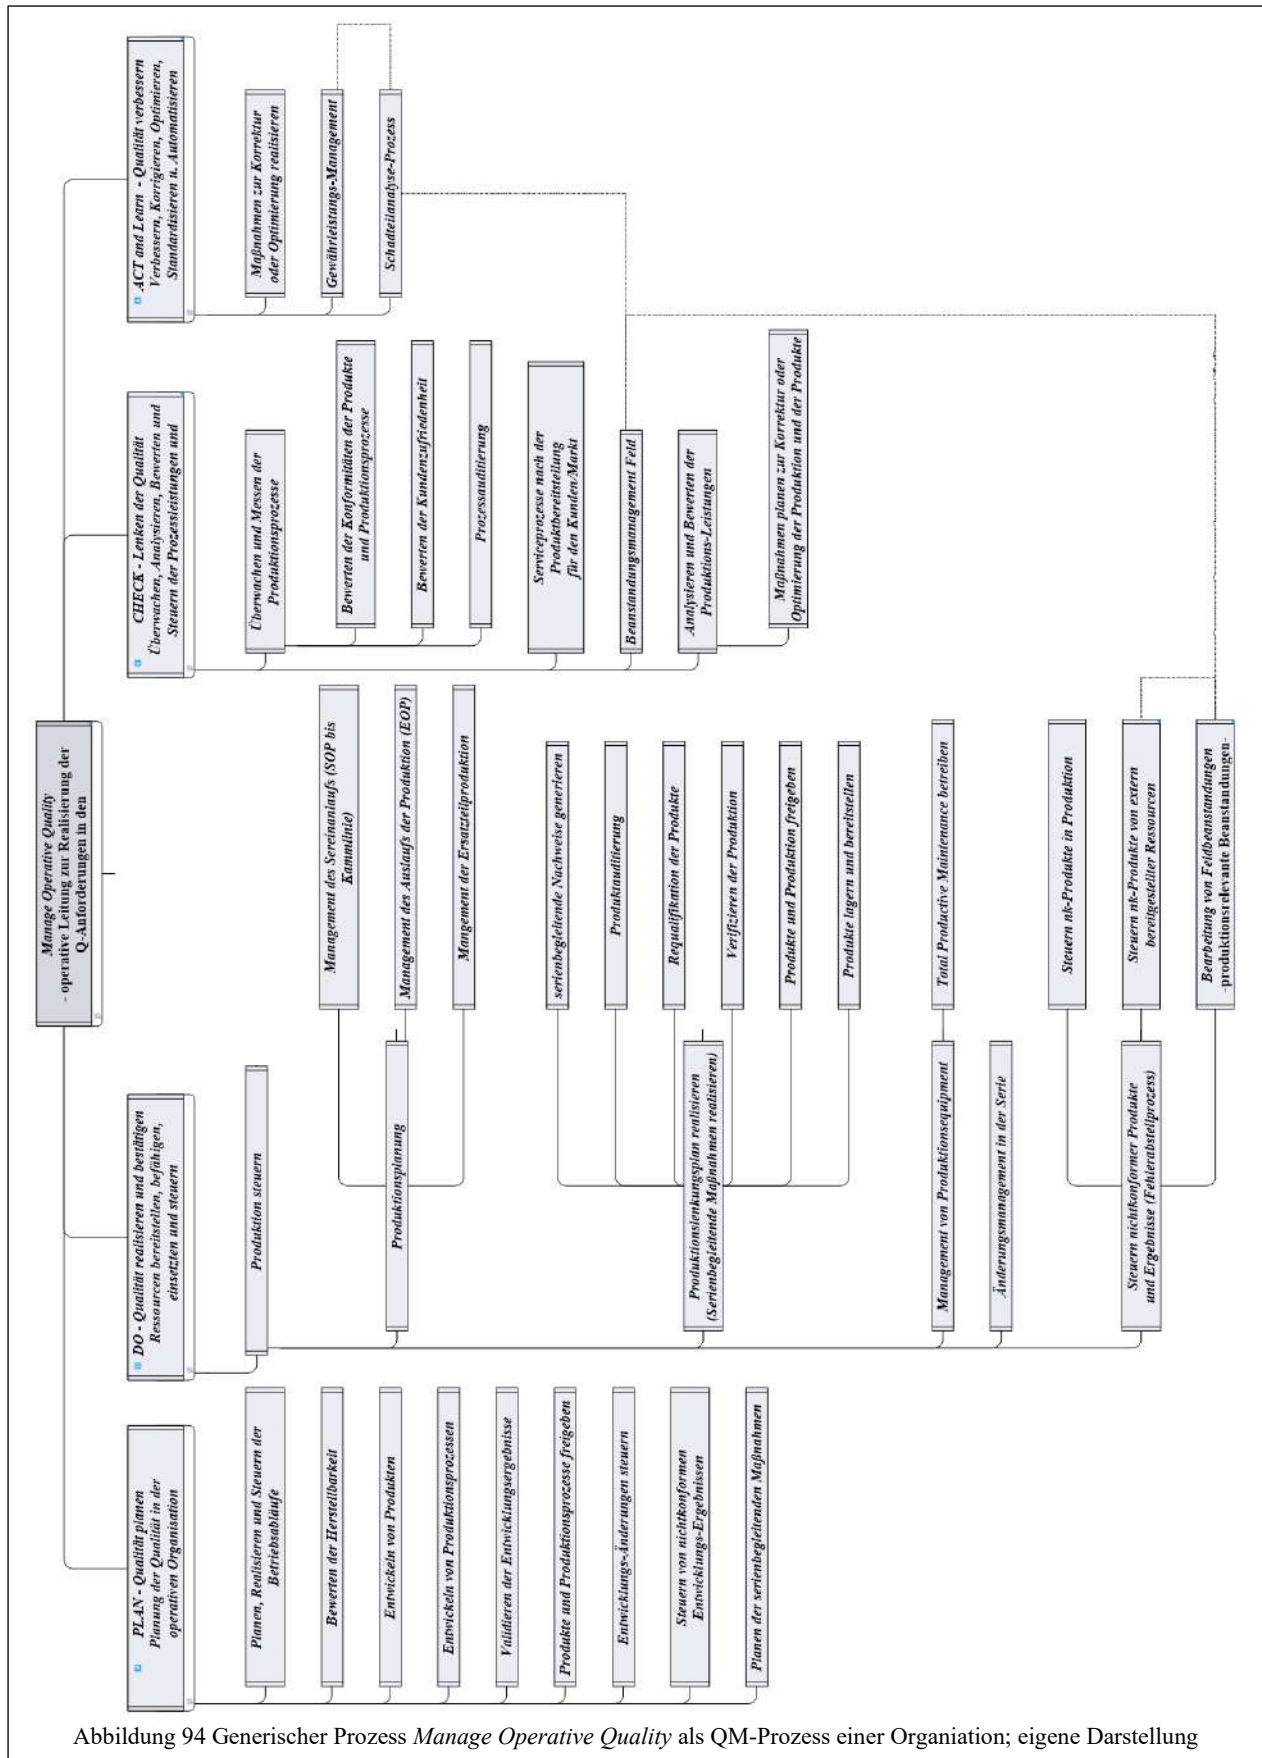 Manage Operative Quality
- operative Leitung zur Realisierung der
Q-Anforderungen in den
PLAN - Qualität planen
Planung der Qualität in der
operativen Organisation
Planen, Realisieren und Steuern der
Betriebsabläufe
Bewerten der Herstellbarkeit
Entwickeln von Produkten
Entwickeln von Produktionsprozessen
Validieren der Entwicklungsergebnisse
Produkte und Produktionsprozesse freigeben
Entwicklungs-Änderungen steuern
Steuern von nichtkonformen
Entwicklungs-Ergebnissen
Planen der serienbegleitenden Maßnahmen
DO - Qualität realisieren und bestätigen
Ressourcen bereitstellen, befähigen,
einsetzten und steuern
Produktion steuern
Produktionsplanung
Management des Sereinanlaufs (SOP bis
Kammlinie)
Management des Auslaufs der Produktion (EOP)
Mangement der Ersatzteilproduktion
Produktionslenkungsplan realisieren
(Serienbegleitende Maßnahmen realisieren)
serienbegleitende Nachweise generieren
Produktauditierung
Requalifikation der Produkte
Verifizieren der Produktion
Produkte und Produktion freigeben
Produkte lagern und bereitstellen
Management von Produktionsequipment
Total Productive Maintenance betreiben
Änderungsmanagement in der Serie
Steuern nichtkonformer Produkte
und Ergebnisse (Fehlerabstellprozess)
Steuern nk-Produkte in Produktion
Steuern nk-Produkte von extern
bereitgestellter Ressourcen
Bearbeitung von Feldbeanstandungen
-produktionsrelevante Beanstandungen-
CHECK - Lenken der Qualität
Überwachen, Analysieren, Bewerten und
Steuern der Prozessleistungen und
Überwachen und Messen der
Produktionsprozesse
Bewerten der Konformitäten der Produkte
und Produktionsprozesse
Bewerten der Kundenzufriedenheit
Prozessauditierung
Serviceprozesse nach der
Produktbereitsteilung
für den Kunden/Markt
Beanstandungsmanagement Feld
Analysieren und Bewerten der
Produktions-Leistungen
Maßnahmen planen zur Korrektur oder
Optimierung der Produktion und der Produkte
ACT and Learn - Qualität verbessern
Verbessern, Korrigieren, Optimieren,
Standardisieren u. Automatisieren
Maßnahmen zur Korrektur
oder Optimierung realisieren
Gewährleistungs-Management
Schadteilanalyse-Prozess
Abbildung 94 Generischer Prozess Manage Operative Quality als QM-Prozess einer Organiation; eigene Darstellung